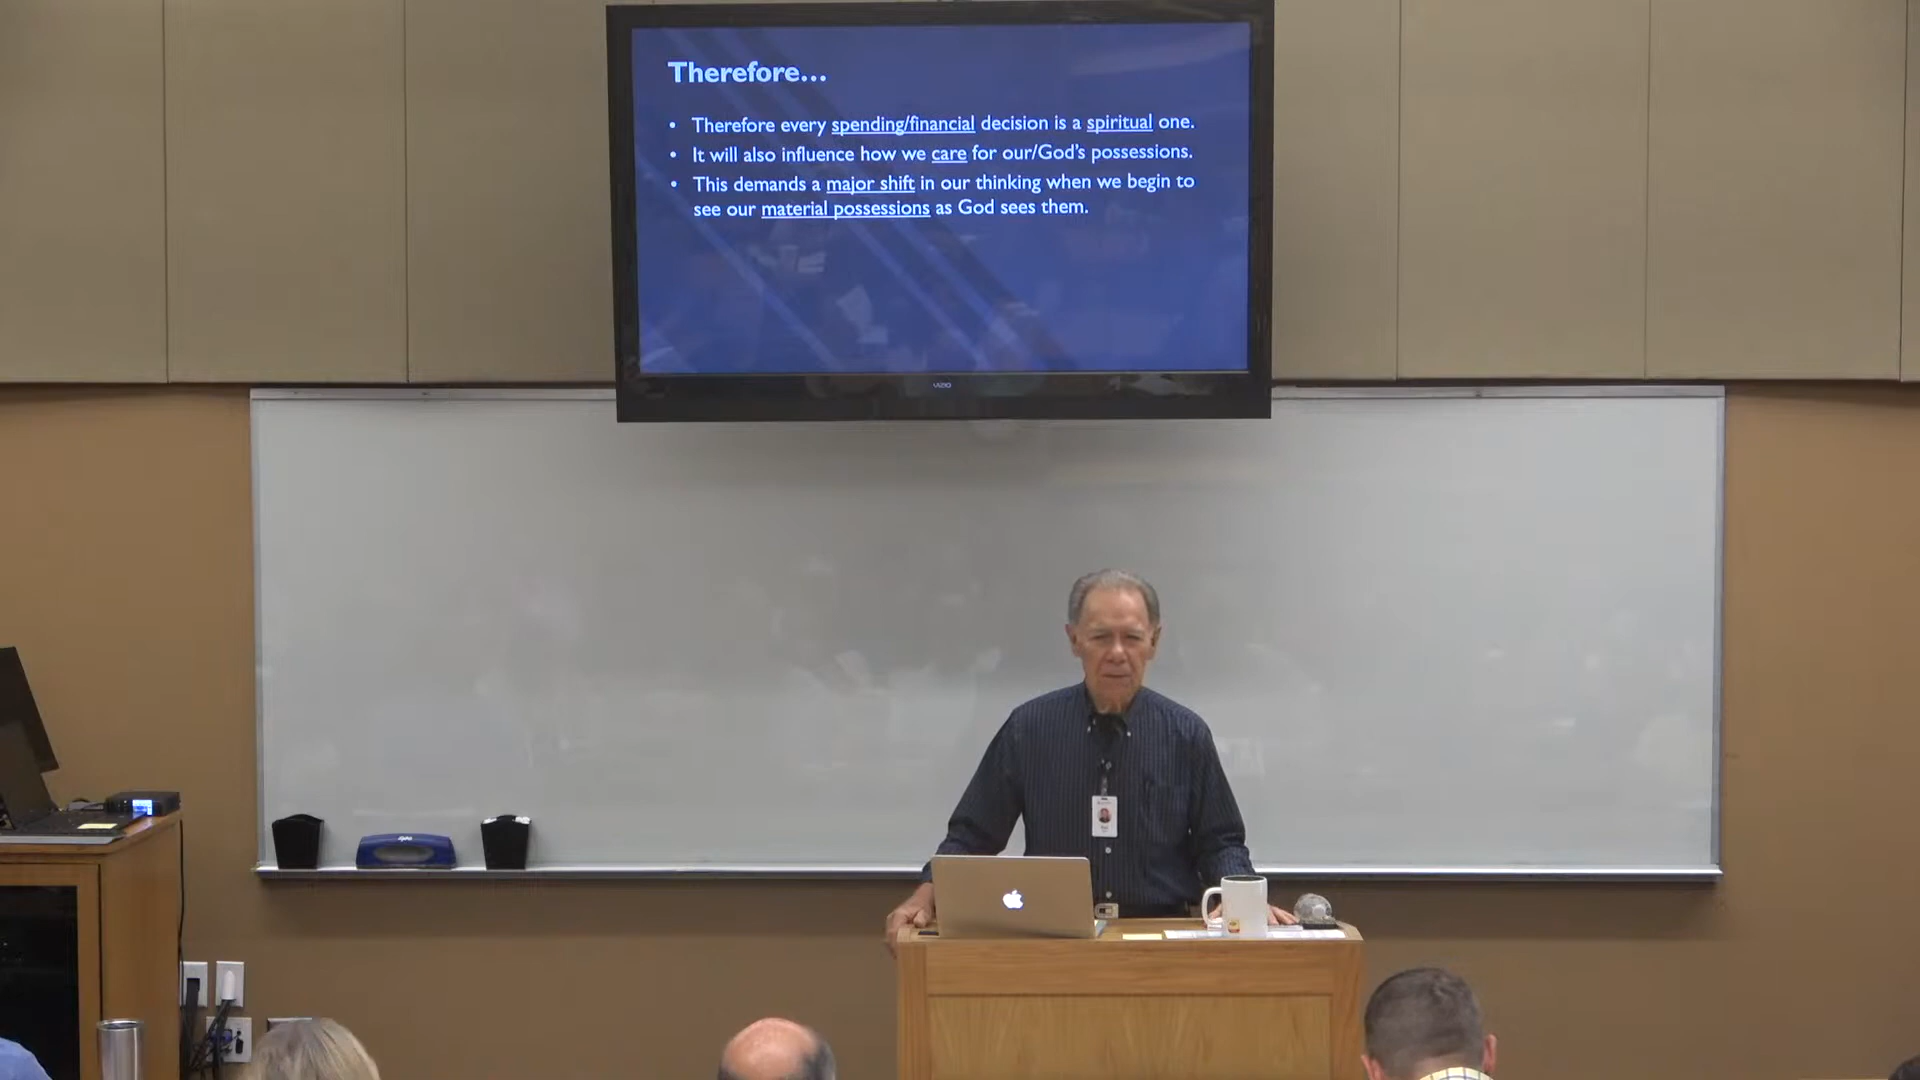 Therefore...
• Therefore every spending/financial decision is a spiritual one.
• It will also influence how we care for our/God's possessions.
• This demands a major shift in our thinking when we begin to
see our material possessions as God sees them.
VIZIO